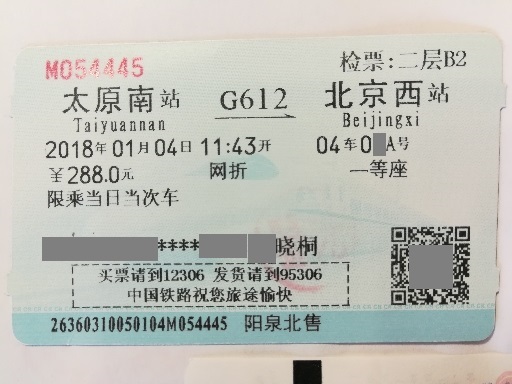 M054445
检票:二层B2
太原南站 G612 北京西站
Taiyuannan Beijingxi
2018年01月04日 11:43开 04车0 A号
￥288.0元 网折 一等座
限乘当日当次车
**** 晓桐
买票请到12306 发货请到95306
中国铁路祝您旅途愉快
26360310050104M054445 阳泉北售